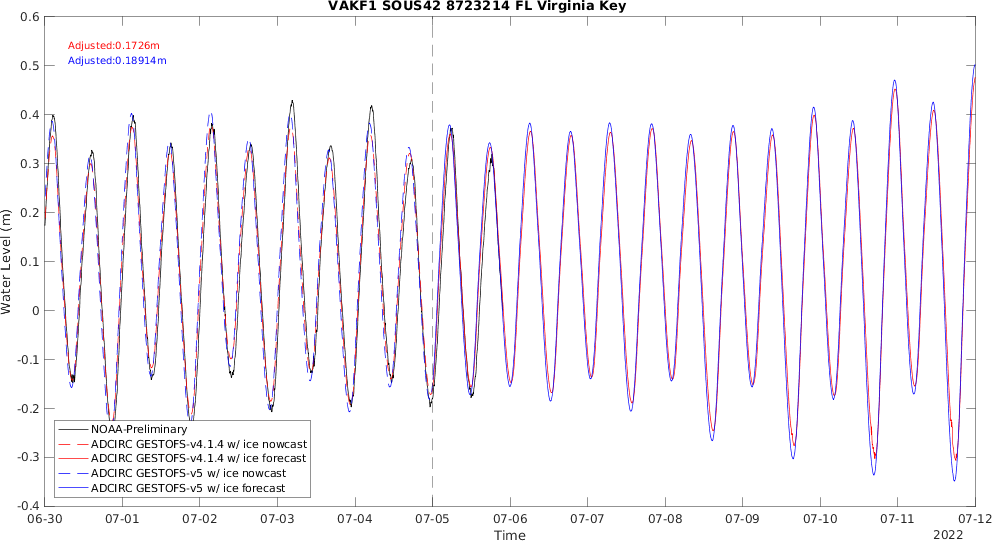 VAKF1 SOUS42 8723214 FL Virginia Key
0.6
Adjusted:0.1726m
Adjusted:0.18914m
0.5
0.4
0.3
0.2
0.1
0
-0.1
-0.2
-0.3
-0.4
Water Level (m)
NOAA-Preliminary
ADCIRC GESTOFS-v4.1.4 w/ ice nowcast
ADCIRC GESTOFS-v4.1.4 w/ ice forecast
ADCIRC GESTOFS-v5 w/ ice nowcast
ADCIRC GESTOFS-v5 w/ ice forecast
06-30 07-01 07-02 07-03 07-04 07-05 07-06 07-07 07-08 07-09 07-10 07-11 07-12
Time
2022